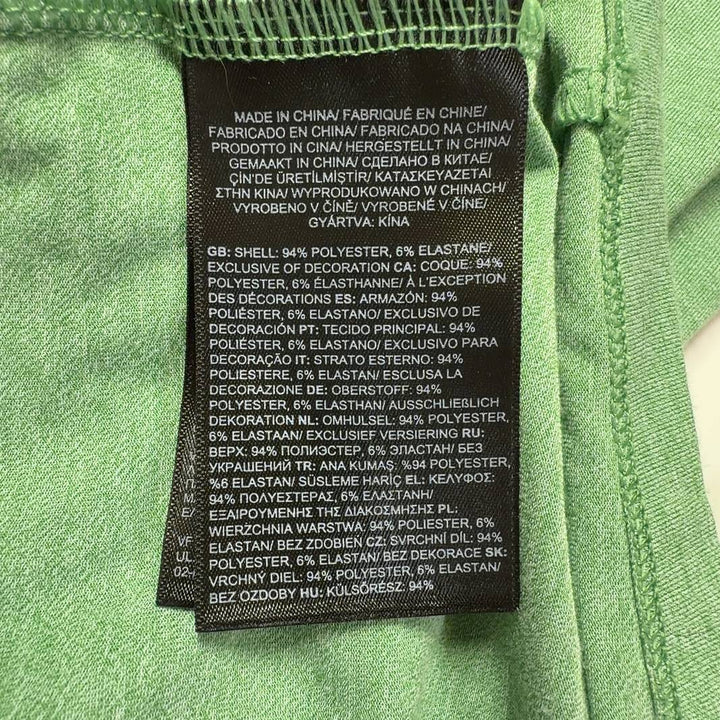 MADE IN CHINA/ FABRIQUÉ EN CHINE/
FABRICADO EN CHINA/ FABRICADO NA CHINA/
PRODOTTO IN CINA/ HERGESTELLT IN CHINA/
GEMAAKT IN CHINA/ СДЕЛАНО В КИТАЕ/
ÇİN'DE ÜRETİLMİŞTİR/ ΚΑΤΑΣΚΕΥΑΖΕΤΑΙ
ΣΤΗΝ ΚΙΝΑ/ WYPRODUKOWANO W CHINACH/
VYROBENO V ČÍNĚ/ VYROBENÉ V ČÍNE/
GYÁRTVA: KÍNA
GB: SHELL: 94% POLYESTER, 6% ELASTANE/
EXCLUSIVE OF DECORATION CA: COQUE: 94%
POLYESTER, 6% ÉLASTHANNE/ À L'EXCEPTION
DES DÉCORATIONS ES: ARMAZÓN: 94%
POLIÉSTER, 6% ELASTANO/ EXCLUSIVO DE
DECORACIÓN PT: TECIDO PRINCIPAL: 94%
POLIÉSTER, 6% ELASTANO/ EXCLUSIVO PARA
DECORAÇÃO IT: STRATO ESTERNO: 94%
POLIESTERE, 6% ELASTAN/ ESCLUSA LA
DECORAZIONE DE: OBERSTOFF: 94%
POLYESTER, 6% ELASTHAN/ AUSSCHLIEßLICH
DEKORATION NL: OMHULSEL: 94% POLYESTER,
6% ELASTAAN/ EXCLUSIEF VERSIERING RU:
ВЕРХ: 94% ПОЛИЭСТЕР, 6% ЭЛАСТАН/ БЕЗ
УКРАШЕНИЙ TR: ANA KUMAŞ: %94 POLYESTER,
%6 ELASTAN/ SÜSLEME HARİÇ EL: ΚΕΛΥΦΟΣ:
94% ΠΟΛΥΕΣΤΕΡΑΣ, 6% ΕΛΑΣΤΑΝΗ/
ΕΞΑΙΡΟΥΜΕΝΗΣ ΤΗΣ ΔΙΑΚΟΣΜΗΣΗΣ PL:
WIERZCHNIA WARSTWA: 94% POLIESTER, 6%
ELASTAN/ BEZ ZDOBIEŃ CZ: SVRCHNÍ DÍL: 94%
POLYESTER, 6% ELASTAN/ BEZ DEKORACE SK:
VRCHNÝ DIEL: 94% POLYESTER, 6% ELASTAN/
BEZ OZDOBY HU: KÜLSŐRÉSZ: 94%